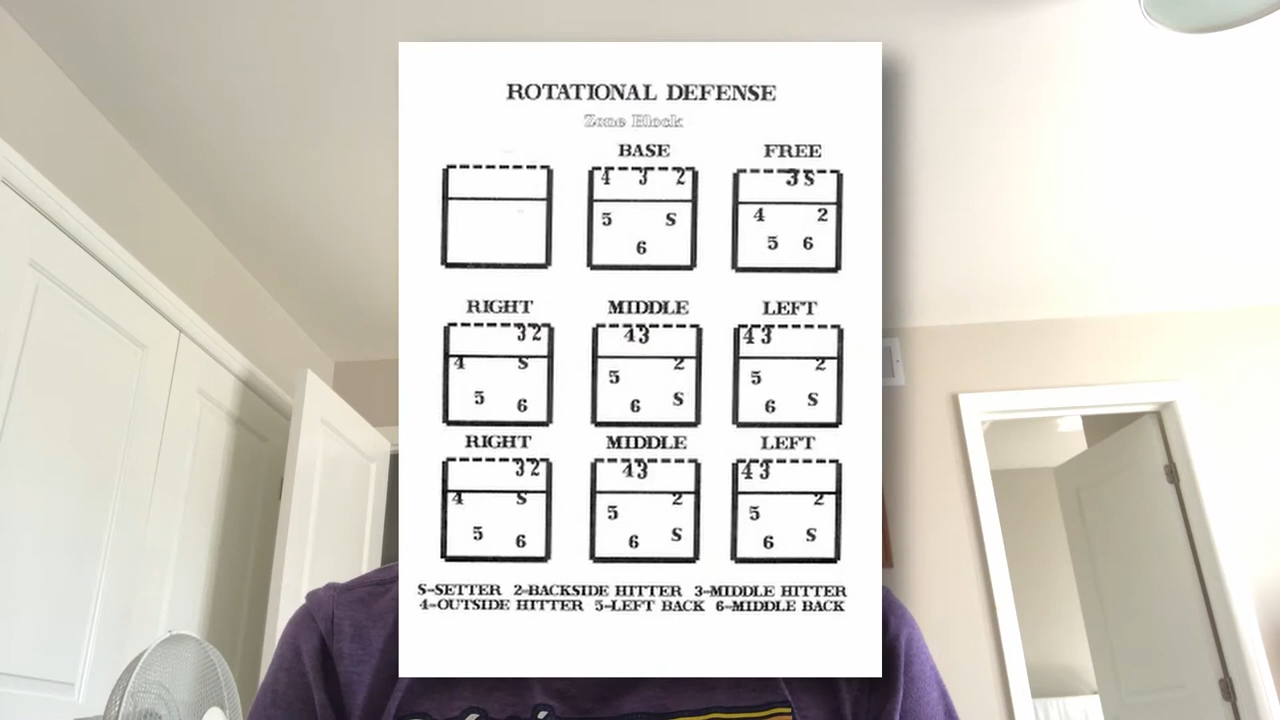 ROTATIONAL DEFENSE
Zone Block
BASE FREE
4 3 2 3 S
5 S 4 2
6 5 6
RIGHT MIDDLE LEFT
3 2 4 3 4 3
4 S 2 2
5 5 5
6 6 S 6 S
RIGHT MIDDLE LEFT
3 2 4 3 4 3
4 S 2 2
5 5 5
6 6 S 6 S
S=SETTER 2=BACKSIDE HITTER 3=MIDDLE HITTER
4=OUTSIDE HITTER 5=LEFT BACK 6=MIDDLE BACK